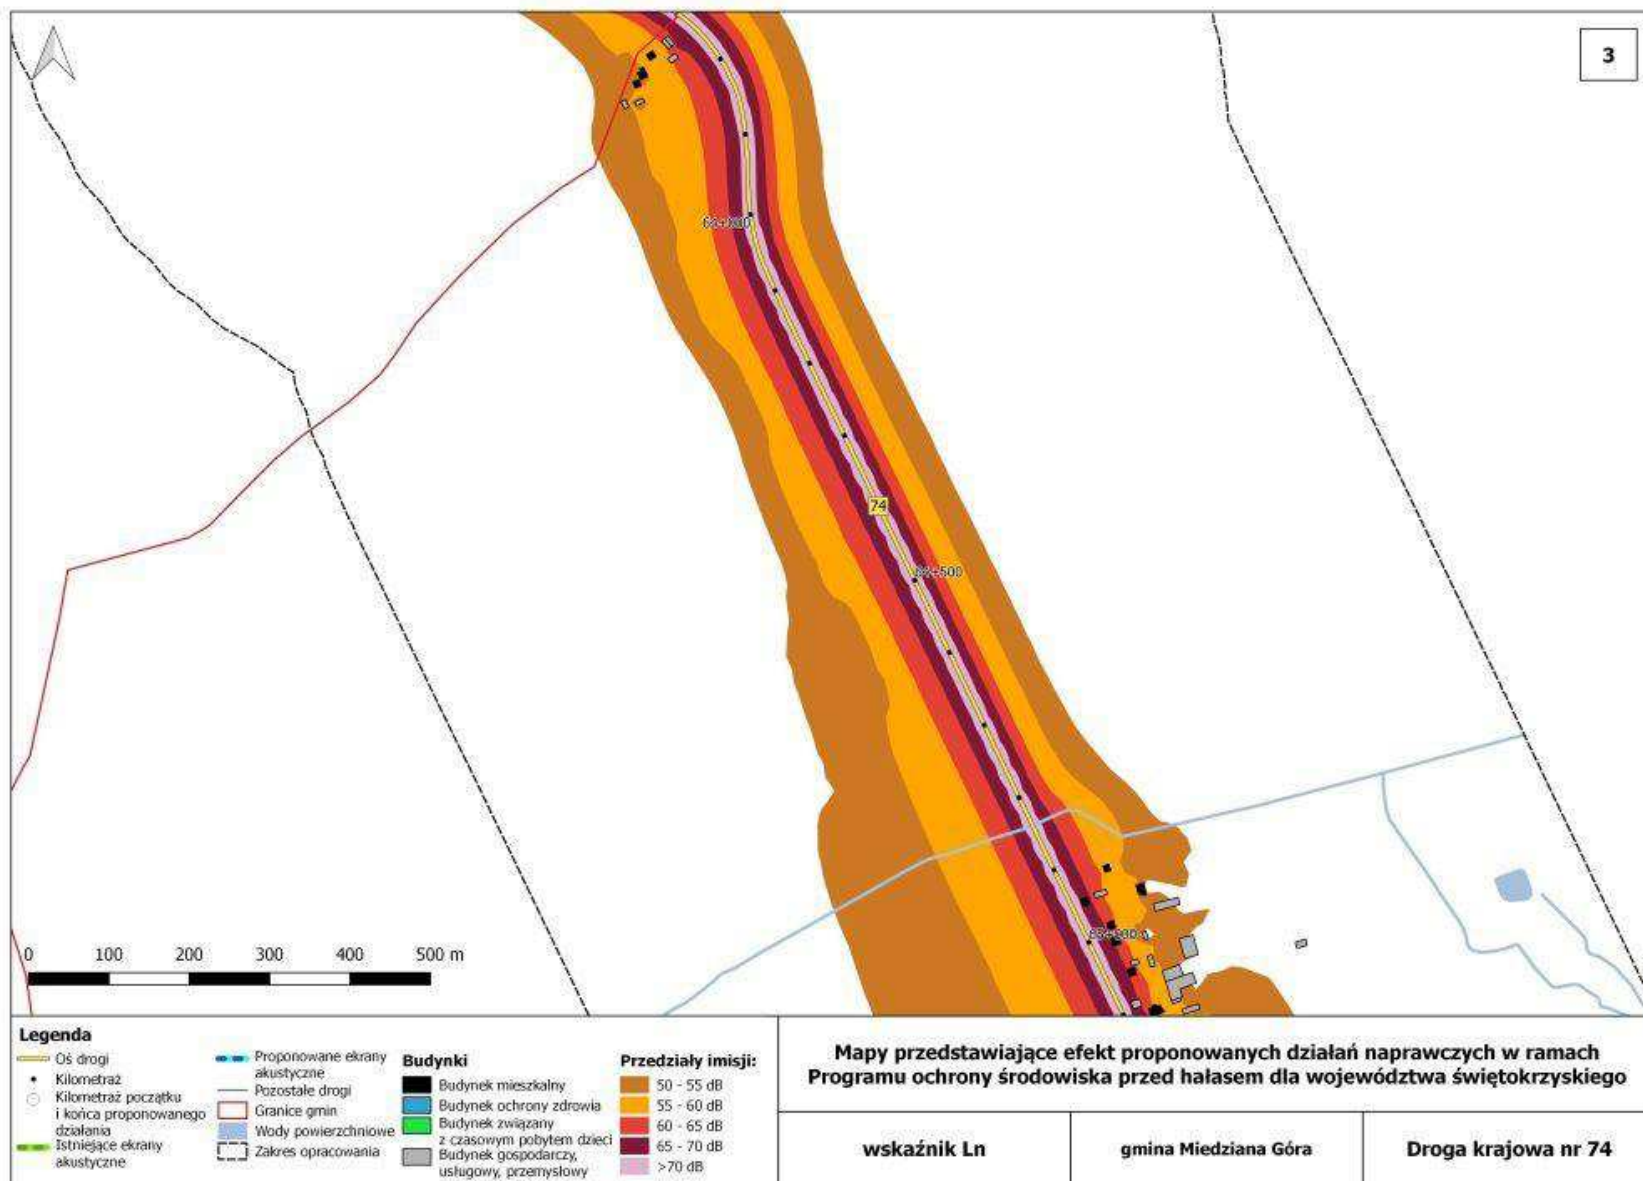 3
74
64+500
0 100 200 300 400 500 m
Legenda
Oś drogi
Kilometraż
Kilometraż początku
i końca proponowanego
działania
Istniejące ekrany
akustyczne
Proponowane ekrany
akustyczne
Pozostałe drogi
Granice gmin
Wody powierzchniowe
Zakres opracowania
Budynki
Budynek mieszkalny
Budynek ochrony zdrowia
Budynek związany
z czasowym pobytem dzieci
Budynek gospodarczy,
usługowy, przemysłowy
Przedziały imisji:
50 - 55 dB
55 - 60 dB
60 - 65 dB
65 - 70 dB
>70 dB
Mapy przedstawiające efekt proponowanych działań naprawczych w ramach
Programu ochrony środowiska przed hałasem dla województwa świętokrzyskiego
wskaźnik Ln
gmina Miedziana Góra
Droga krajowa nr 74